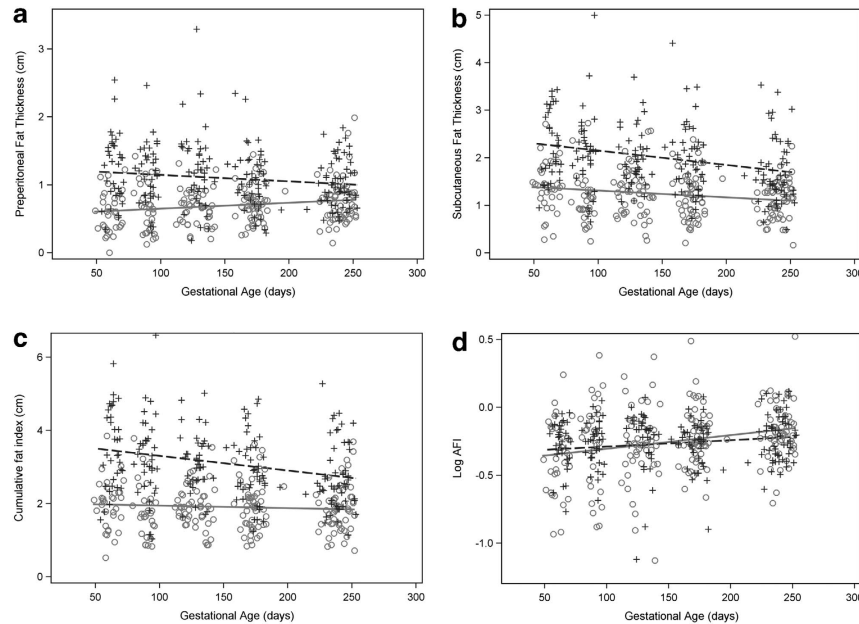 a
Preperitoneal Fat Thickness (cm)
3
2
1
0
50 100 150 200 250 300
Gestational Age (days)
b
Suboutaneous Fat Thickness (cm)
5
4
3
2
1
0
50 100 150 200 250 300
Gestational Age (days)
c
Cumulative fat index (cm)
6
4
2
0
50 100 150 200 250 300
Gestational Age (days)
d
Log AFI
0.5
0.0
-0.5
-1.0
50 100 150 200 250 300
Gestational Age (days)